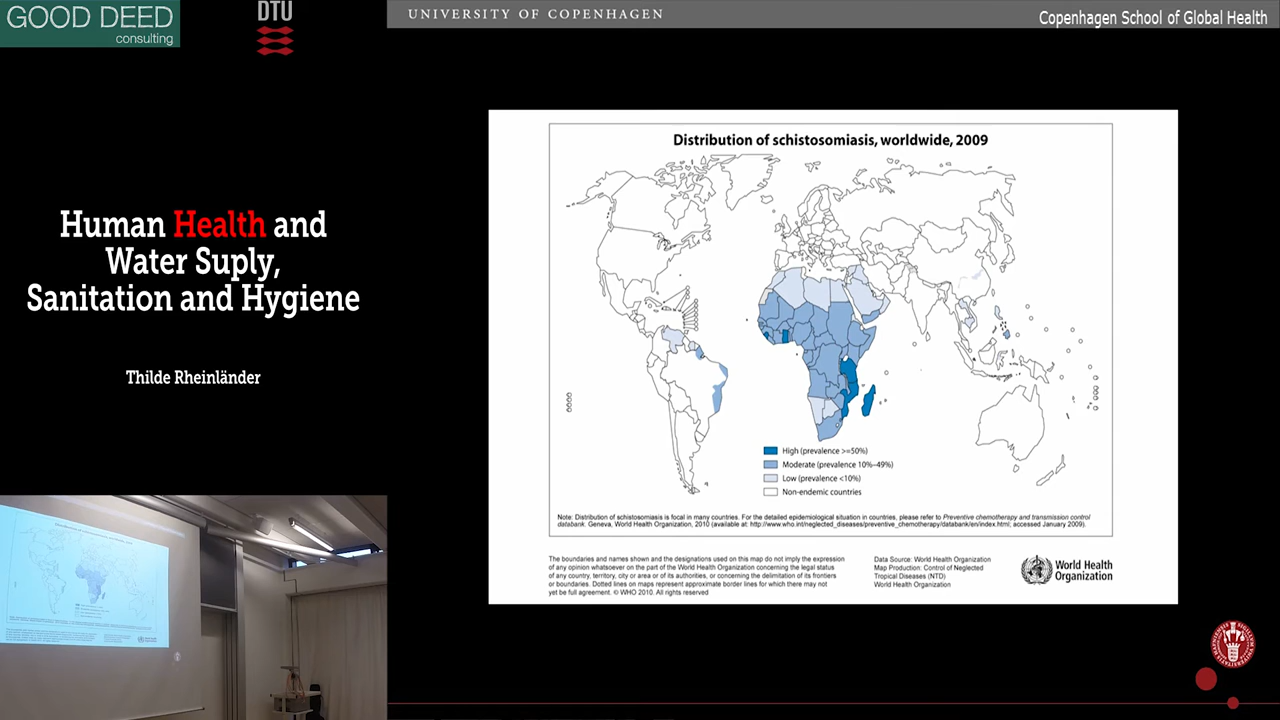 GOOD DEED
consulting
DTU
UNIVERSITY OF COPENHAGEN
Copenhagen School of Global Health
Human Health and
Water Suply,
Sanitation and Hygiene
Thilde Rheinländer
Distribution of schistosomiasis, worldwide, 2009
High (prevalence >=50%)
Moderate (prevalence 10%–49%)
Low (prevalence <10%)
Non-endemic countries
Note: Distribution of schistosomiasis is focal in many countries. For the detailed epidemiological situation in countries, please refer to Preventive chemotherapy and transmission control
databank. Geneva, World Health Organization, 2010 (available at: http://www.who.int/neglected_diseases/preventive_chemotherapy/databank/en/index.html; accessed January 2009).
The boundaries and names shown and the designations used on this map do not imply the expression
of any opinion whatsoever on the part of the World Health Organization concerning the legal status
of any country, territory, city or area or of its authorities, or concerning the delimitation of its frontiers
or boundaries. Dotted lines on maps represent approximate border lines for which there may not
yet be full agreement. © WHO 2010. All rights reserved
Data Source: World Health Organization
Map Production: Control of Neglected
Tropical Diseases (NTD)
World Health Organization
World Health
Organization